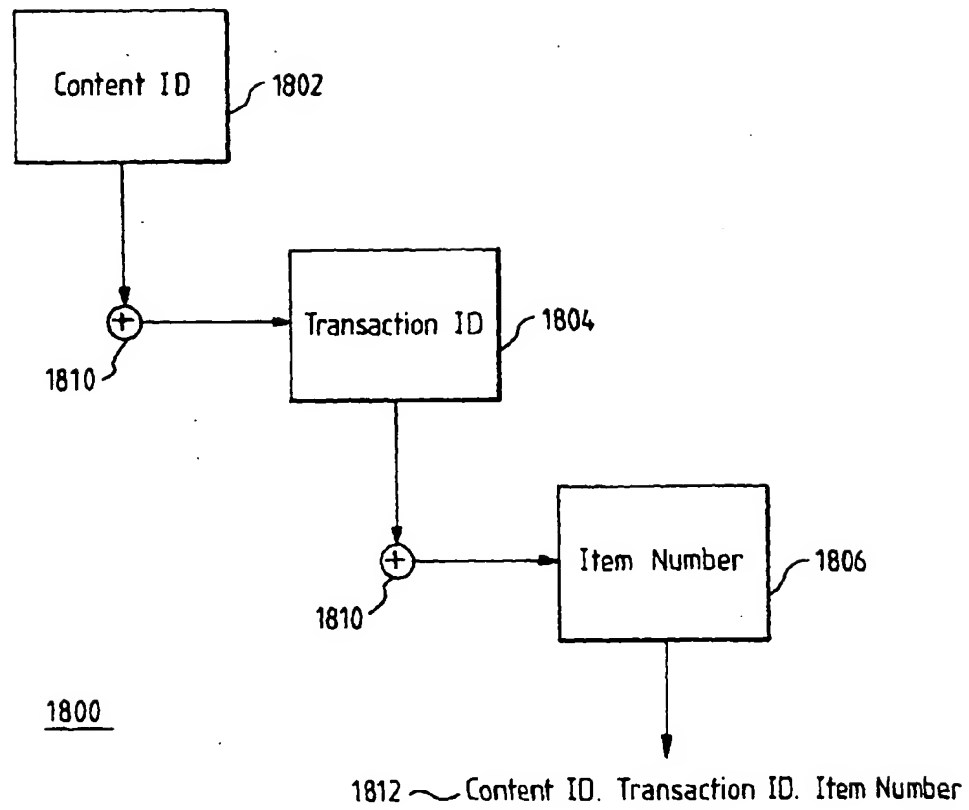 Content ID
1802
+
1810
Transaction ID
1804
+
1810
Item Number
1806
1800
1812 Content ID. Transaction ID. Item Number